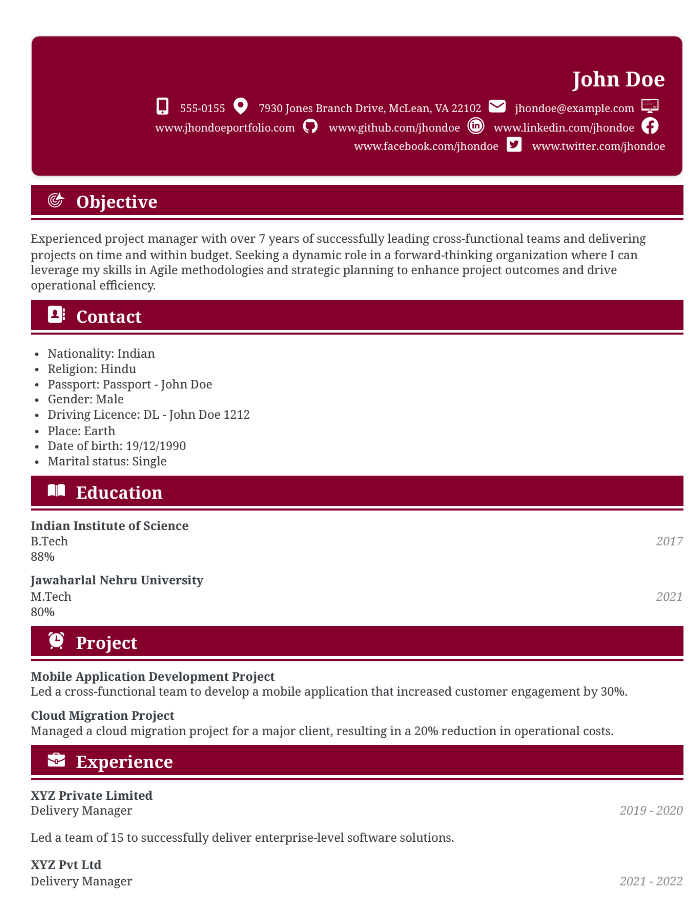 John Doe
555-0155 7930 Jones Branch Drive, McLean, VA 22102 jhondoe@example.com
www.jhondoeportfolio.com www.github.com/jhondoe www.linkedin.com/jhondoe
www.facebook.com/jhondoe www.twitter.com/jhondoe
Objective
Experienced project manager with over 7 years of successfully leading cross-functional teams and delivering
projects on time and within budget. Seeking a dynamic role in a forward-thinking organization where I can
leverage my skills in Agile methodologies and strategic planning to enhance project outcomes and drive
operational efficiency.
Contact
• Nationality: Indian
• Religion: Hindu
• Passport: Passport - John Doe
• Gender: Male
• Driving Licence: DL - John Doe 1212
• Place: Earth
• Date of birth: 19/12/1990
• Marital status: Single
Education
Indian Institute of Science
B.Tech 2017
88%
Jawaharlal Nehru University
M.Tech 2021
80%
Project
Mobile Application Development Project
Led a cross-functional team to develop a mobile application that increased customer engagement by 30%.
Cloud Migration Project
Managed a cloud migration project for a major client, resulting in a 20% reduction in operational costs.
Experience
XYZ Private Limited
Delivery Manager 2019 - 2020
Led a team of 15 to successfully deliver enterprise-level software solutions.
XYZ Pvt Ltd
Delivery Manager 2021 - 2022